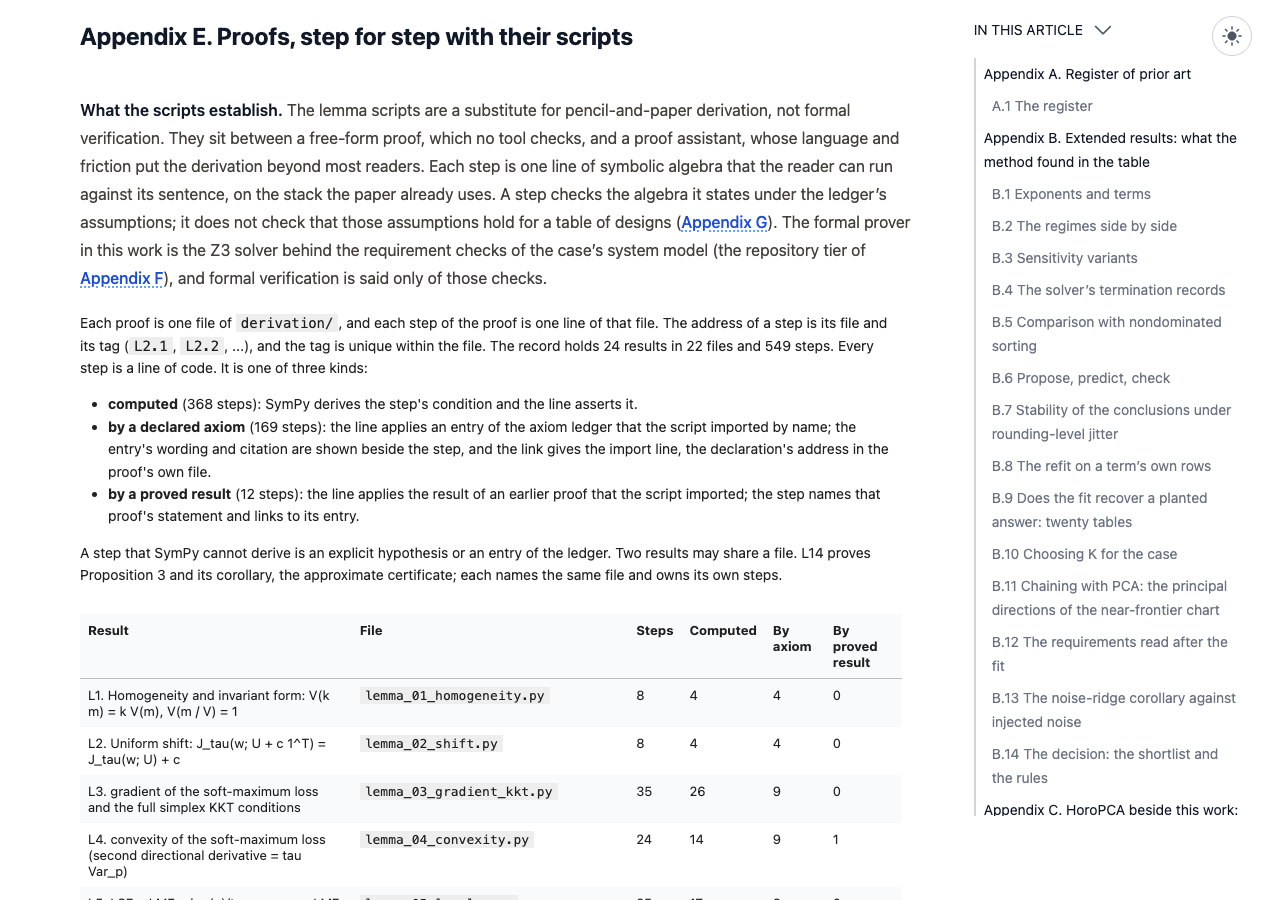 Appendix E. Proofs, step for step with their scripts
What the scripts establish. The lemma scripts are a substitute for pencil-and-paper derivation, not formal
verification. They sit between a free-form proof, which no tool checks, and a proof assistant, whose language and
friction put the derivation beyond most readers. Each step is one line of symbolic algebra that the reader can run
against its sentence, on the stack the paper already uses. A step checks the algebra it states under the ledger’s
assumptions; it does not check that those assumptions hold for a table of designs (Appendix G). The formal prover
in this work is the Z3 solver behind the requirement checks of the case’s system model (the repository tier of
Appendix F), and formal verification is said only of those checks.
Each proof is one file of derivation/, and each step of the proof is one line of that file. The address of a step is its file and
its tag (L2.1, L2.2, ...), and the tag is unique within the file. The record holds 24 results in 22 files and 549 steps. Every
step is a line of code. It is one of three kinds:
• computed (368 steps): SymPy derives the step's condition and the line asserts it.
• by a declared axiom (169 steps): the line applies an entry of the axiom ledger that the script imported by name; the
entry's wording and citation are shown beside the step, and the link gives the import line, the declaration's address in the
proof's own file.
• by a proved result (12 steps): the line applies the result of an earlier proof that the script imported; the step names that
proof's statement and links to its entry.
A step that SymPy cannot derive is an explicit hypothesis or an entry of the ledger. Two results may share a file. L14 proves
Proposition 3 and its corollary, the approximate certificate; each names the same file and owns its own steps.
Result File Steps Computed By axiom By proved result
L1. Homogeneity and invariant form: V(k
m) = k V(m), V(m / V) = 1
lemma_01_homogeneity.py 8 4 4 0
L2. Uniform shift: J_tau(w; U + c 1^T) =
J_tau(w; U) + c
lemma_02_shift.py 8 4 4 0
L3. gradient of the soft-maximum loss
and the full simplex KKT conditions
lemma_03_gradient_kkt.py 35 26 9 0
L4. convexity of the soft-maximum loss
(second directional derivative = tau
Var_p)
lemma_04_convexity.py 24 14 9 1
IN THIS ARTICLE
Appendix A. Register of prior art
A.1 The register
Appendix B. Extended results: what the
method found in the table
B.1 Exponents and terms
B.2 The regimes side by side
B.3 Sensitivity variants
B.4 The solver’s termination records
B.5 Comparison with nondominated
sorting
B.6 Propose, predict, check
B.7 Stability of the conclusions under
rounding-level jitter
B.8 The refit on a term’s own rows
B.9 Does the fit recover a planted
answer: twenty tables
B.10 Choosing K for the case
B.11 Chaining with PCA: the principal
directions of the near-frontier chart
B.12 The requirements read after the
fit
B.13 The noise-ridge corollary against
injected noise
B.14 The decision: the shortlist and
the rules
Appendix C. HoroPCA beside this work: